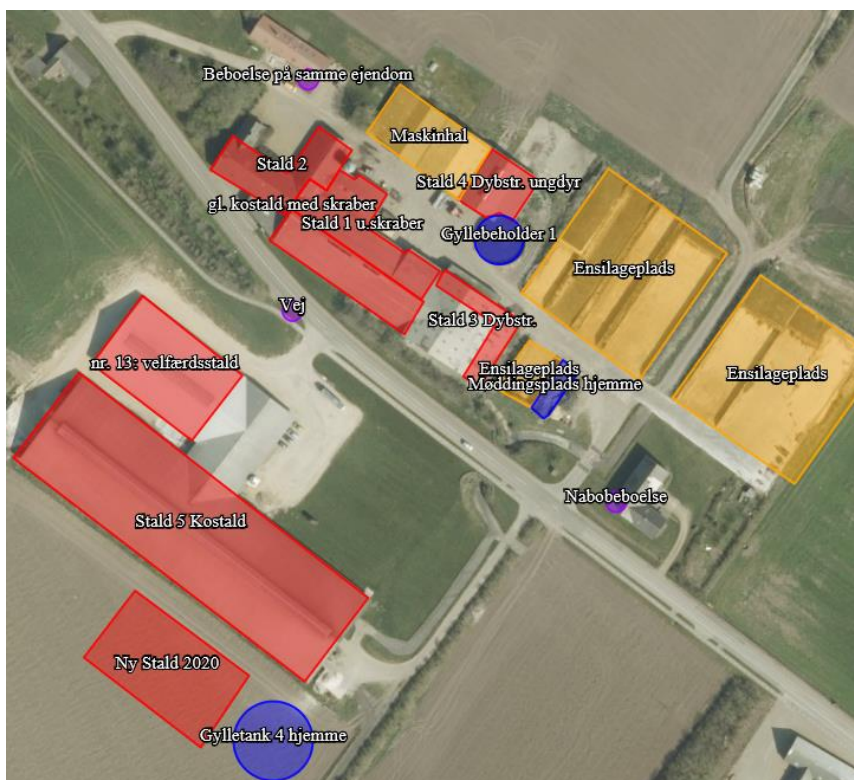 Beboelse på samme ejendom
Maskinhal
Stald 2
Stald 4 Dybstr. ungdyr
gl. kostald med skraber
Stald 1 u.skraber
Gyllebeholder 1
Ensilageplads
Vej
Stald 3 Dybstr.
nr. 13: velfærdsstald
Ensilageplads
Møddingsplads hjemme
Ensilageplads
Nabobeboelse
Stald 5 Kostald
Ny Stald 2020
Gylletank 4 hjemme